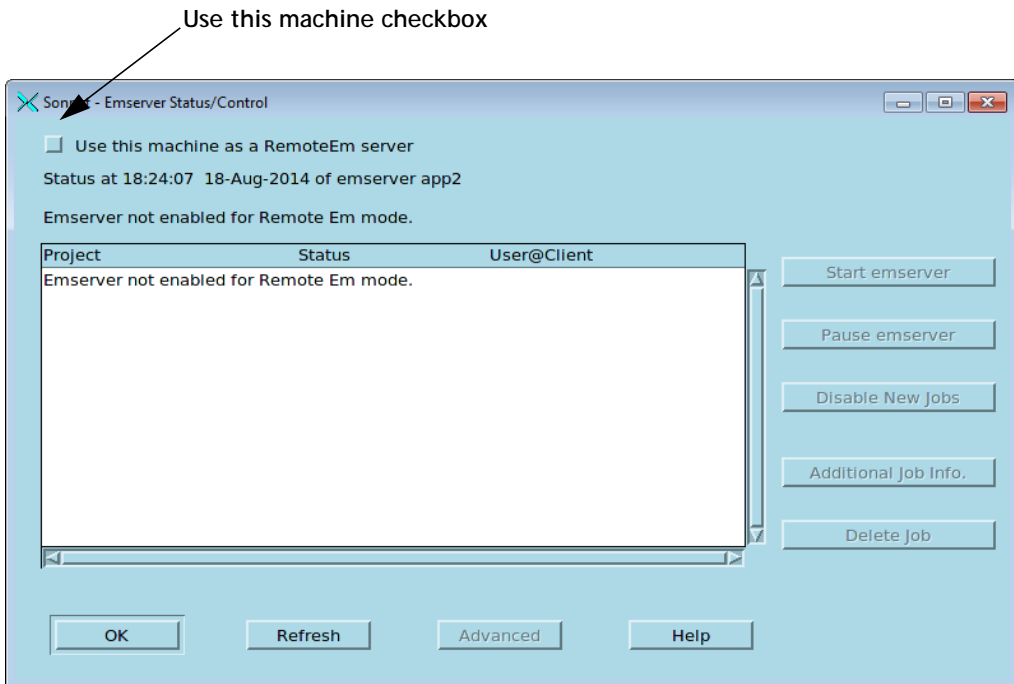 Use this machine checkbox
Sonnet - Emserver Status/Control
Use this machine as a RemoteEm server
Status at 18:24:07 18-Aug-2014 of emserver app2
Emserver not enabled for Remote Em mode.
Project Status User@Client
Emserver not enabled for Remote Em mode.
Start emserver
Pause emserver
Disable New Jobs
Additional Job Info.
Delete Job
OK Refresh Advanced Help